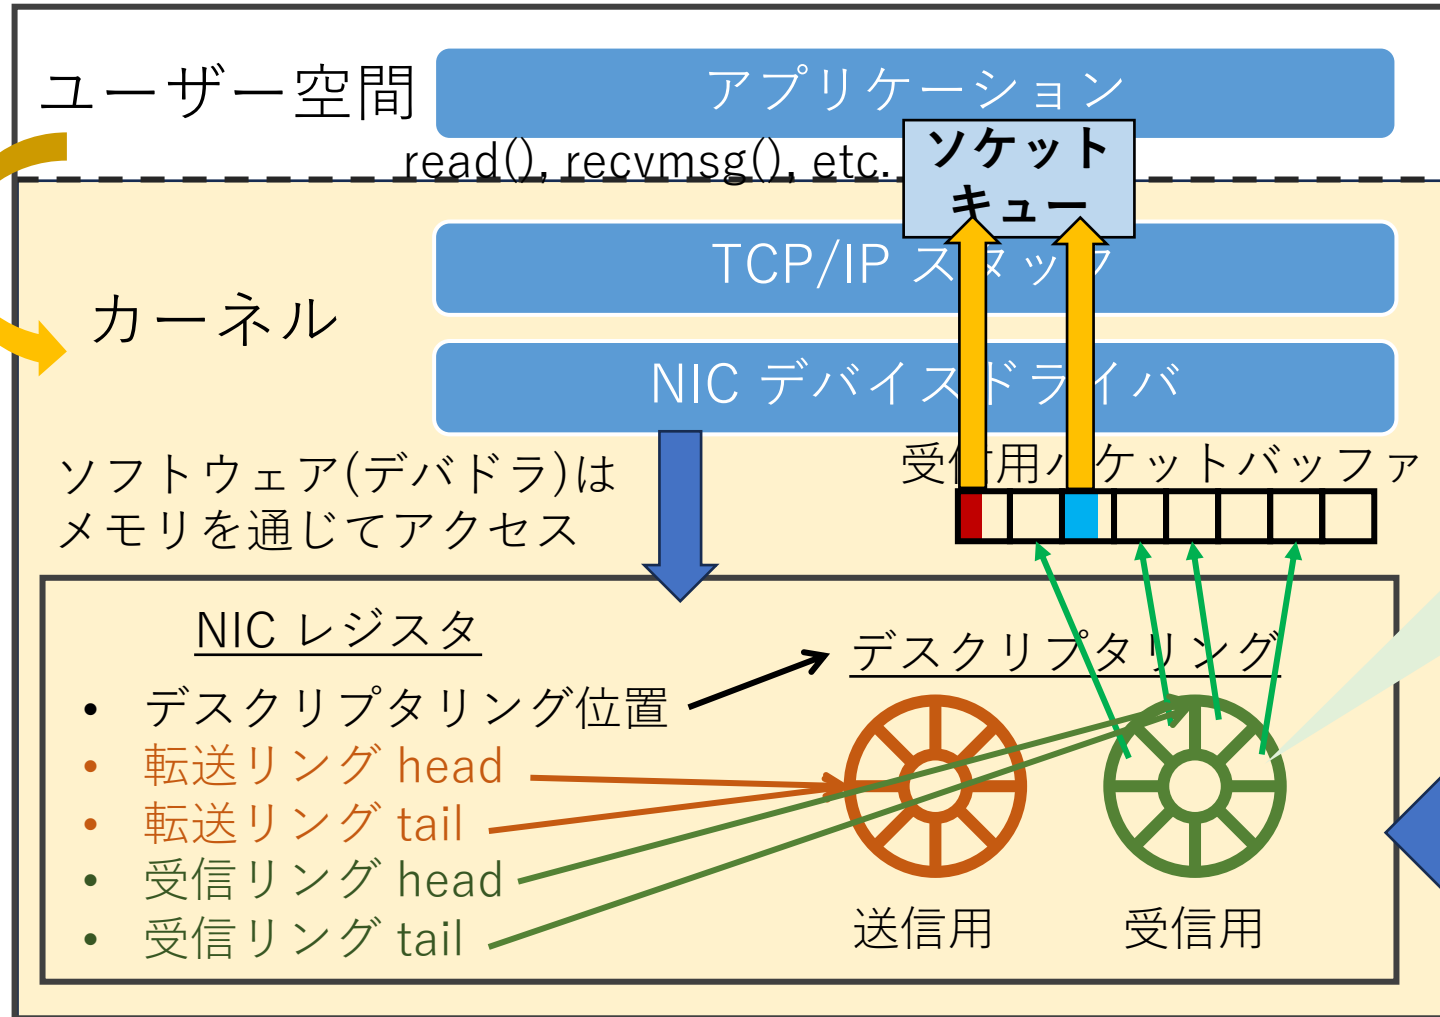 ユーザー空間
アプリケーション
read(), recvmsg(), etc.
ソケット
キュー
TCP/IP スタック
カーネル
NIC デバイスドライバ
ソフトウェア(デバドラ)は
メモリを通じてアクセス
受信用パケットバッファ
NIC レジスタ
• デスクリプタリング位置
• 転送リング head
• 転送リング tail
• 受信リング head
• 受信リング tail
デスクリプタリング
送信用
受信用